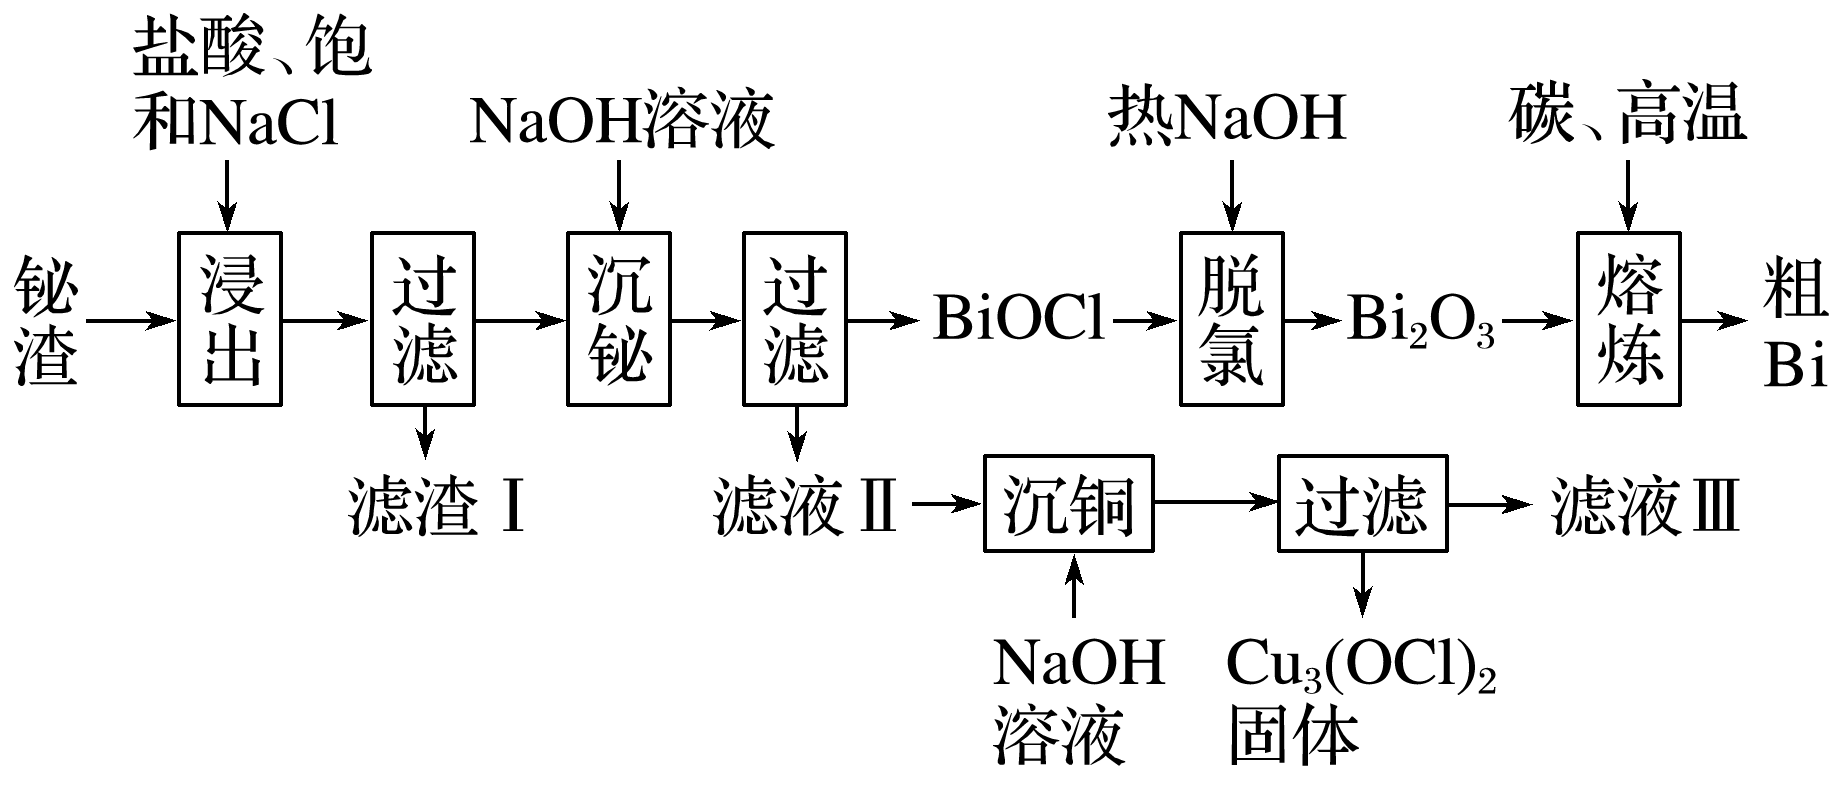 盐酸、饱
和NaCl
NaOH溶液
热NaOH
碳、高温
铋
渣
浸
出
过
滤
沉
铋
过
滤
BiOCl
脱
氯
Bi₂O₃
熔
炼
粗
Bi
滤渣Ⅰ
滤液Ⅱ
沉铜
过滤
滤液Ⅲ
NaOH
溶液
Cu₃(OCl)₂
固体